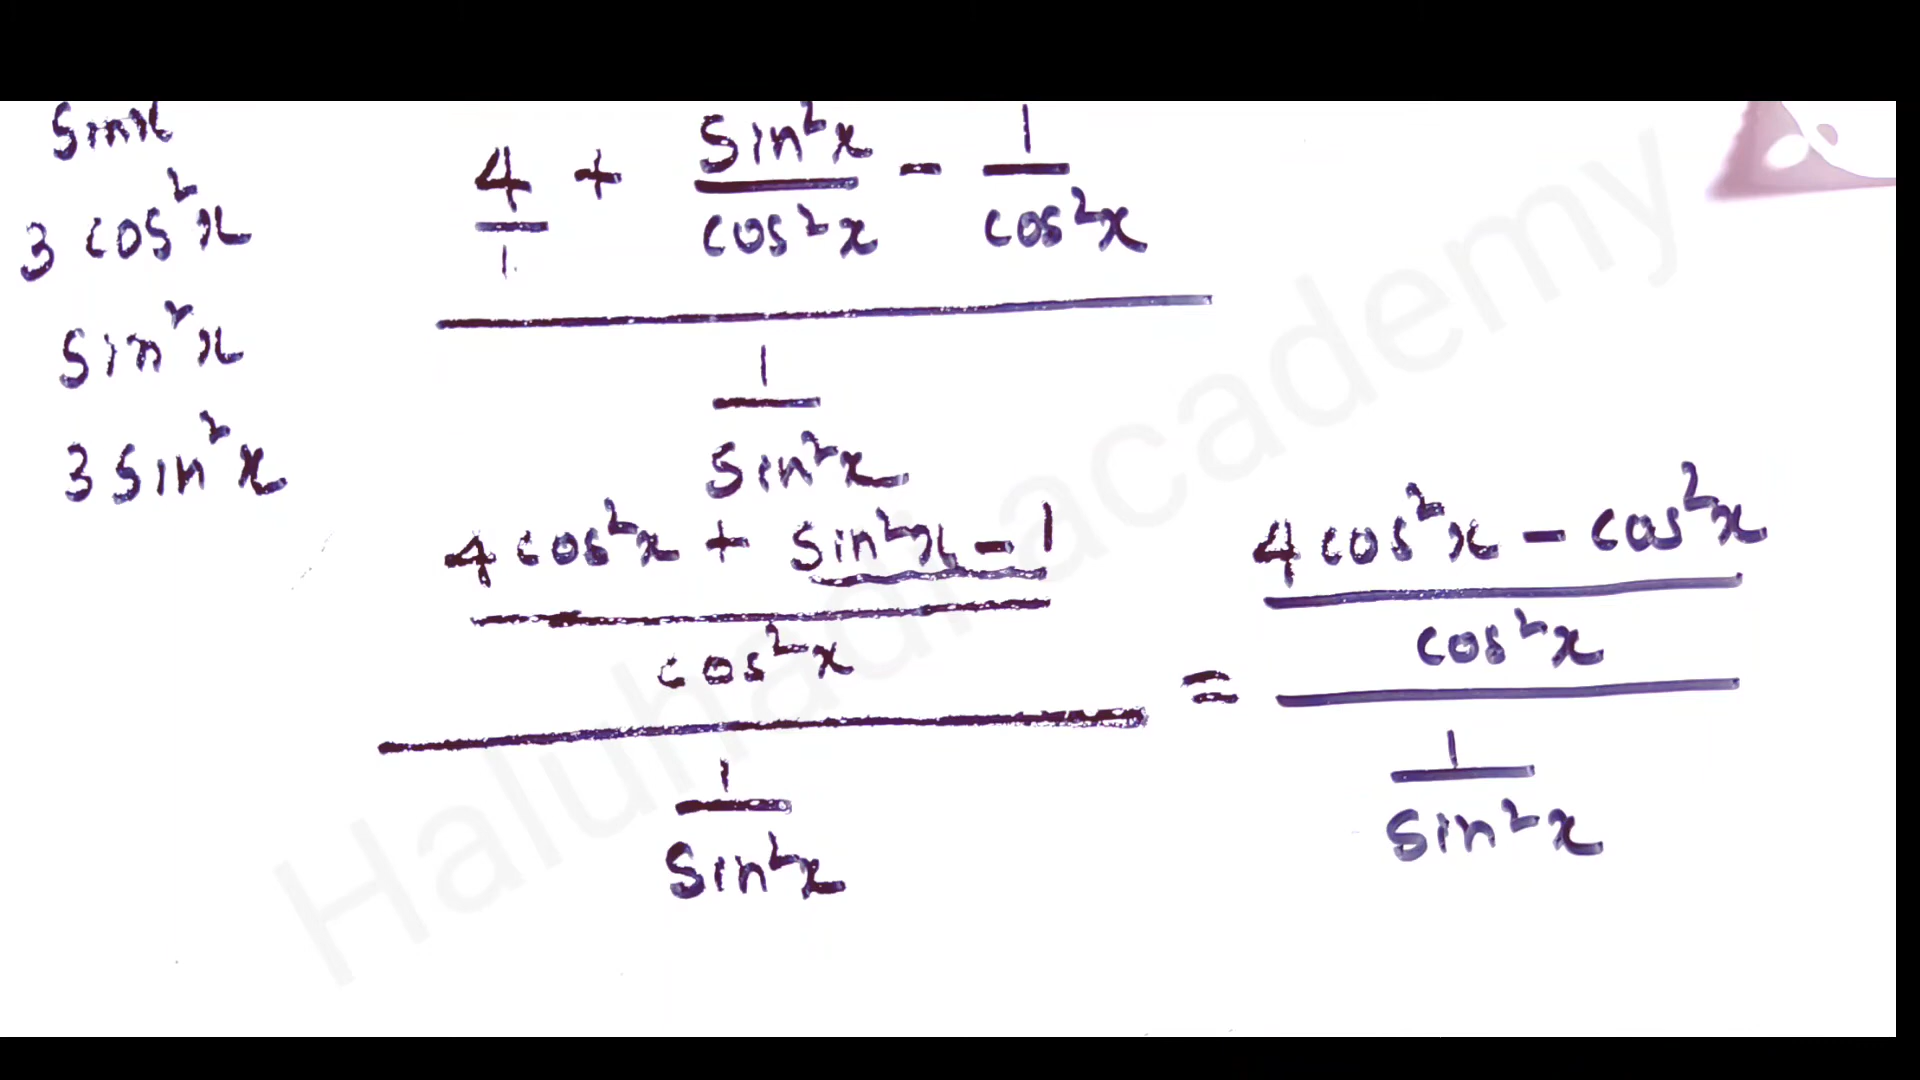 sinx
3 cos²x
sin²x
3 sin²x
4/1 + sin²x/cos²x - 1/cos²x
1/sin²x
4 cos²x + sin²x - 1
cos²x
1/sin²x
=
4 cos²x - cos²x
cos²x
1/sin²x
Haluhadi academy